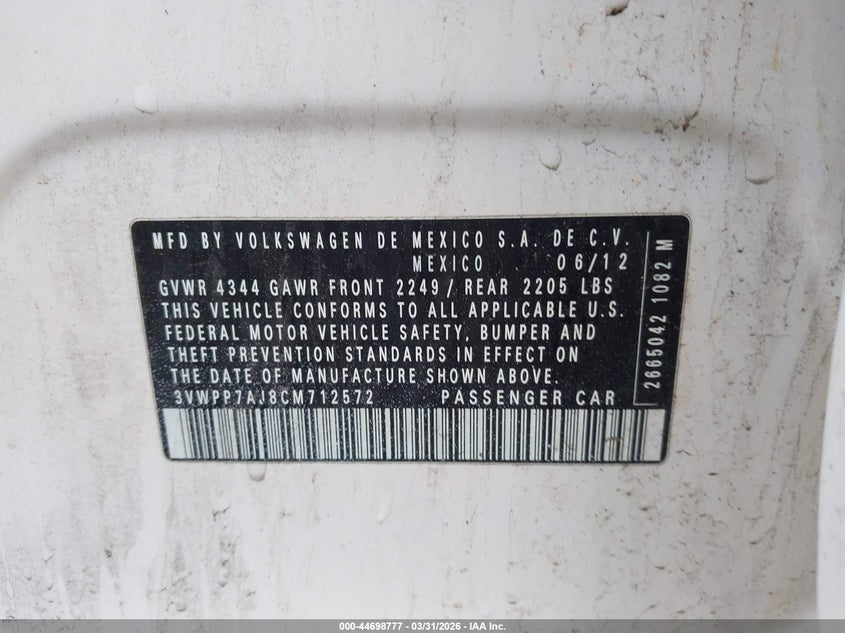 MFD BY VOLKSWAGEN DE MEXICO S.A. DE C.V.
MEXICO 06/12
GVWR 4344 GAWR FRONT 2249/ REAR 2205 LBS
THIS VEHICLE CONFORMS TO ALL APPLICABLE U.S.
FEDERAL MOTOR VEHICLE SAFETY, BUMPER AND
THEFT PREVENTION STANDARDS IN EFFECT ON
THE DATE OF MANUFACTURE SHOWN ABOVE.
3VWPP7AJ8CM712572 PASSENGER CAR
2665042 1082 M
000-44698777 - 03/31/2026 - IAA Inc.